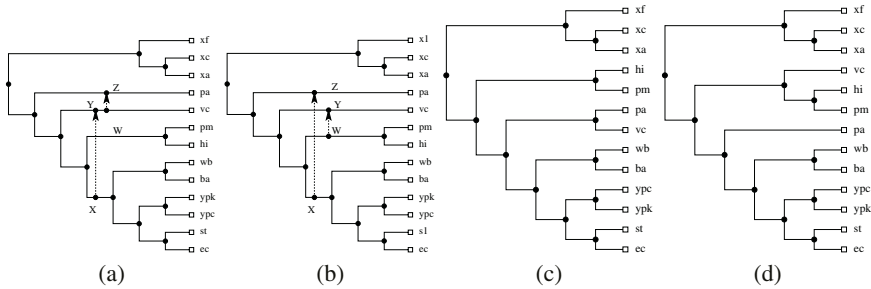 xf
xc
xa
Z
pa
Y
vc
W
pm
hi
wb
ba
X
ypk
ypc
st
ec
(a)
x1
xc
xa
Z
pa
Y
vc
W
pm
hi
wb
ba
X
ypk
ypc
s1
ec
(b)
xf
xc
xa
hi
pm
pa
vc
wb
ba
ypc
ypk
st
ec
(c)
xf
xc
xa
vc
hi
pm
pa
wb
ba
ypc
ypk
st
ec
(d)